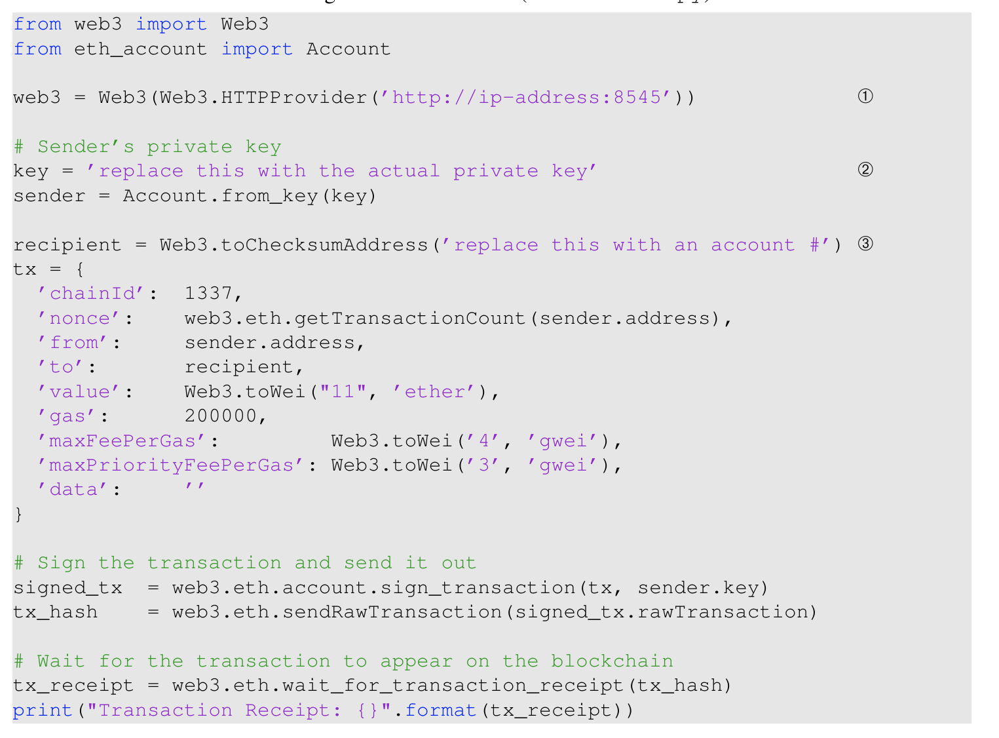 from web3 import Web3
from eth_account import Account
web3 = Web3(Web3.HTTPProvider('http://ip-address:8545')) ①
# Sender's private key
key = 'replace this with the actual private key' ②
sender = Account.from_key(key)
recipient = Web3.toChecksumAddress('replace this with an account #') ③
tx = {
  'chainId':  1337,
  'nonce':    web3.eth.getTransactionCount(sender.address),
  'from':     sender.address,
  'to':       recipient,
  'value':    Web3.toWei("11", 'ether'),
  'gas':      200000,
  'maxFeePerGas':         Web3.toWei('4', 'gwei'),
  'maxPriorityFeePerGas': Web3.toWei('3', 'gwei'),
  'data':     ''
}
# Sign the transaction and send it out
signed_tx  = web3.eth.account.sign_transaction(tx, sender.key)
tx_hash    = web3.eth.sendRawTransaction(signed_tx.rawTransaction)
# Wait for the transaction to appear on the blockchain
tx_receipt = web3.eth.wait_for_transaction_receipt(tx_hash)
print("Transaction Receipt: {}".format(tx_receipt))